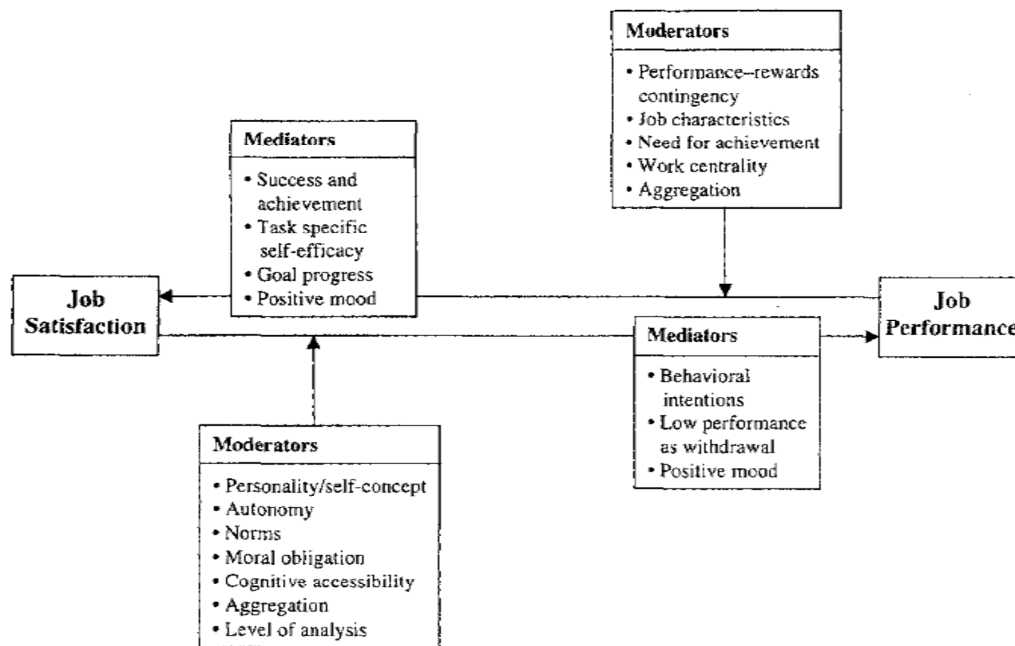 Moderators
• Performance–rewards
contingency
• Job characteristics
• Need for achievement
• Work centrality
• Aggregation
Mediators
• Success and
achievement
• Task specific
self-efficacy
• Goal progress
• Positive mood
Job
Satisfaction
Job
Performance
Mediators
• Behavioral
intentions
• Low performance
as withdrawal
• Positive mood
Moderators
• Personality/self-concept
• Autonomy
• Norms
• Moral obligation
• Cognitive accessibility
• Aggregation
• Level of analysis